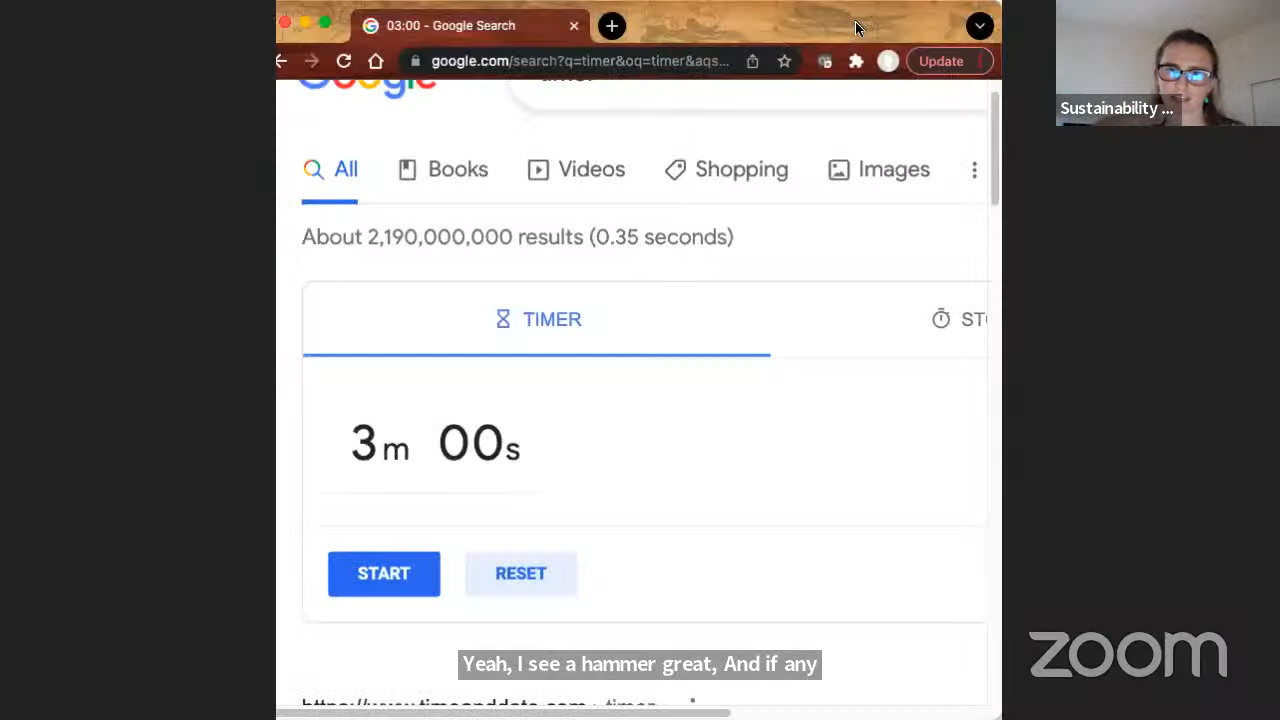 03:00 - Google Search
google.com/search?q=timer&oq=timer&aqs...
Update
Sustainability ...
Google
All
Books
Videos
Shopping
Images
About 2,190,000,000 results (0.35 seconds)
TIMER
3m 00s
START
RESET
Yeah, I see a hammer great, And if any
zoom